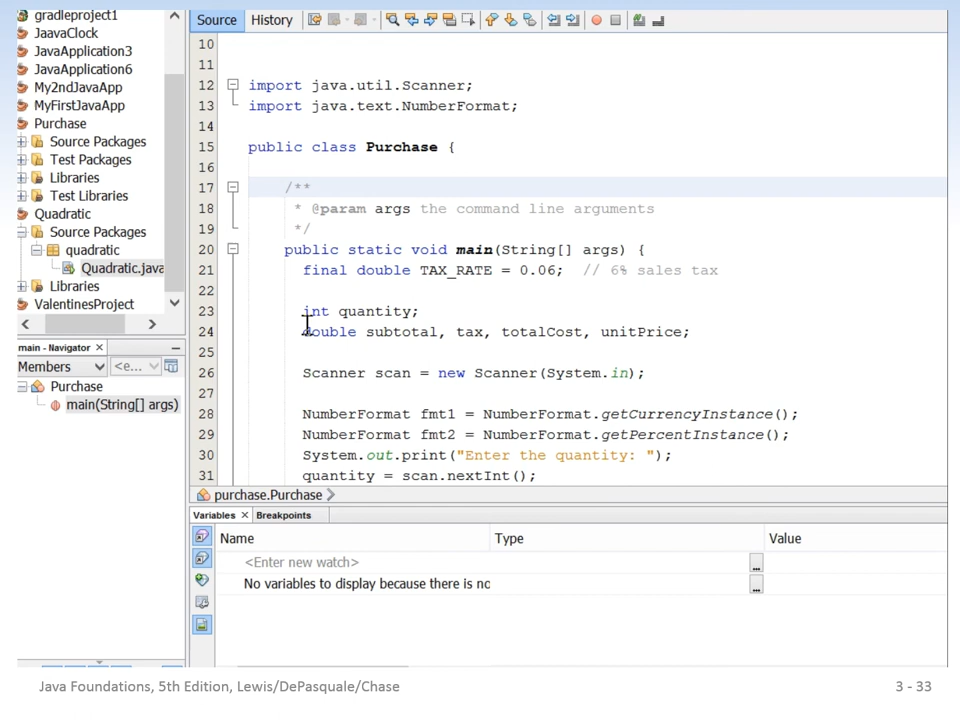 gradleproject1
JaavaClock
JavaApplication3
JavaApplication6
My2ndJavaApp
MyFirstJavaApp
Purchase
Source Packages
Test Packages
Libraries
Test Libraries
Quadratic
Source Packages
quadratic
Quadratic.java
Libraries
ValentinesProject
main - Navigator
Members <e...
Purchase
main(String[] args)
Source History
10
11
12 import java.util.Scanner;
13 import java.text.NumberFormat;
14
15 public class Purchase {
16
17 /**
18 * @param args the command line arguments
19 */
20 public static void main(String[] args) {
21 final double TAX_RATE = 0.06; // 6% sales tax
22
23 int quantity;
24 double subtotal, tax, totalCost, unitPrice;
25
26 Scanner scan = new Scanner(System.in);
27
28 NumberFormat fmt1 = NumberFormat.getCurrencyInstance();
29 NumberFormat fmt2 = NumberFormat.getPercentInstance();
30 System.out.print("Enter the quantity: ");
31 quantity = scan.nextInt();
purchase.Purchase
Variables Breakpoints
Name Type Value
<Enter new watch> ...
No variables to display because there is no ...
Java Foundations, 5th Edition, Lewis/DePasquale/Chase 3 - 33